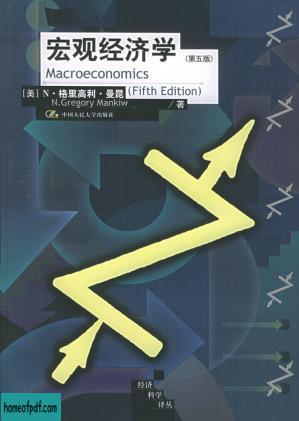 宏观经济学 (第五版)
Macroeconomics
[美] N·格里高利·曼昆 (Fifth Edition)
N.Gregory Mankiw /著
中国人民大学出版社
经济
科学
译丛
homeofpdf.com